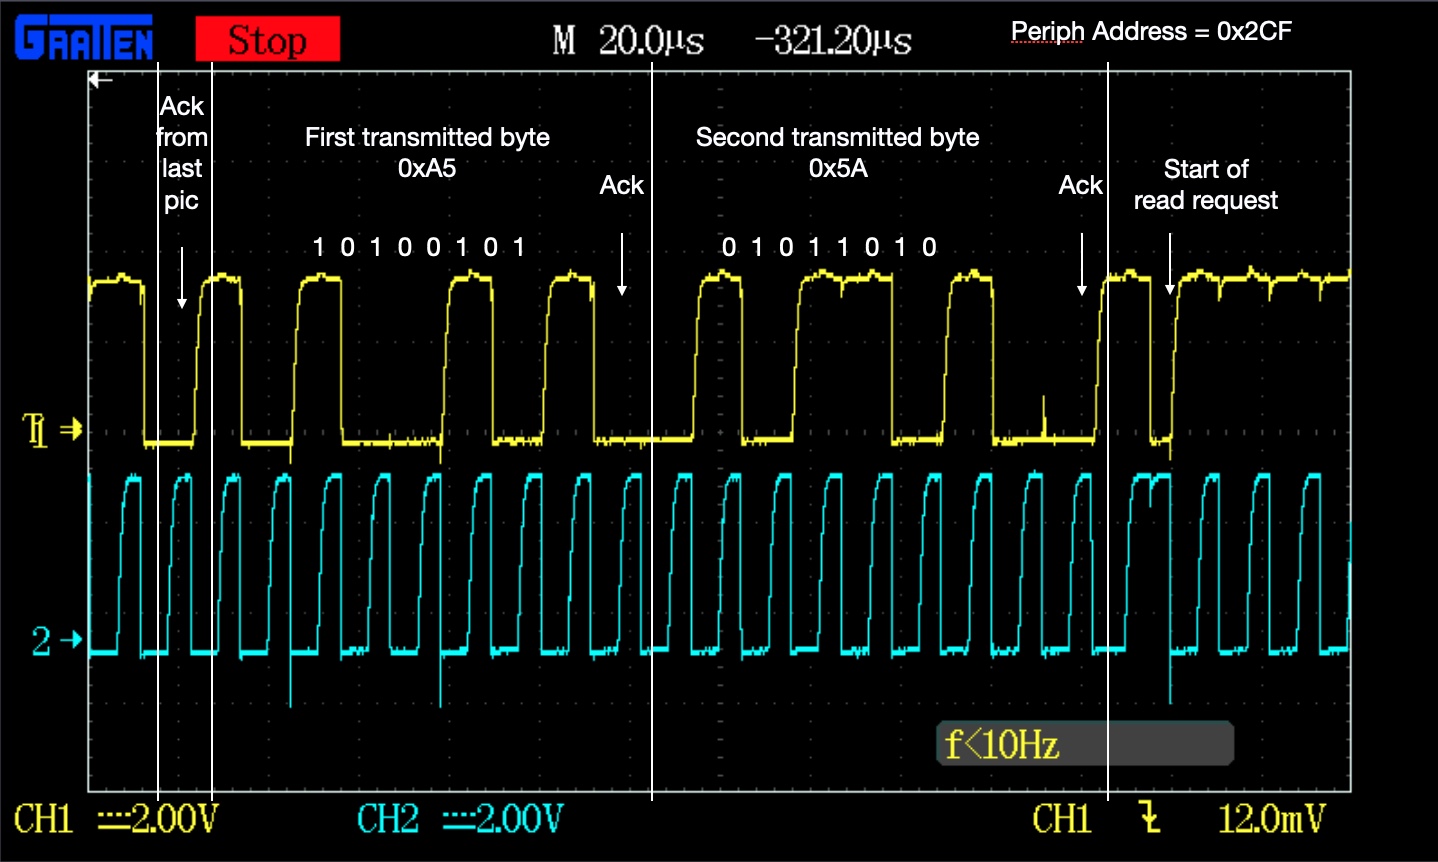 GRATTEN
Stop
M 20.0µs
-321.20µs
Periph Address = 0x2CF
Ack
from
last
pic
First transmitted byte
0xA5
Ack
Second transmitted byte
0x5A
Ack
Start of
read request
1 0 1 0 0 1 0 1
0 1 0 1 1 0 1 0
2
f<10Hz
CH1
2.00V
CH2
2.00V
CH1
12.0mV